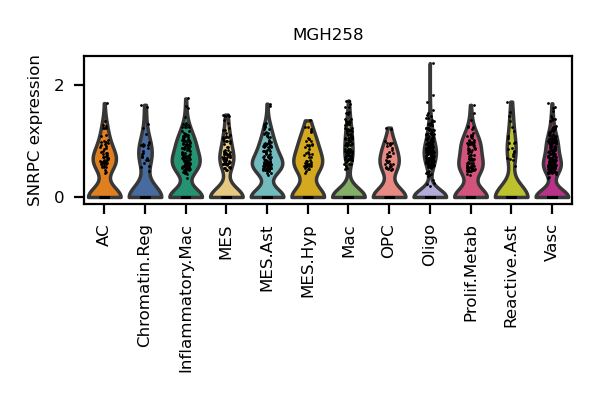 MGH258
SNRPC expression
2
0
AC
Chromatin.Reg
Inflammatory.Mac
MES
MES.Ast
MES.Hyp
Mac
OPC
Oligo
Prolif.Metab
Reactive.Ast
Vasc